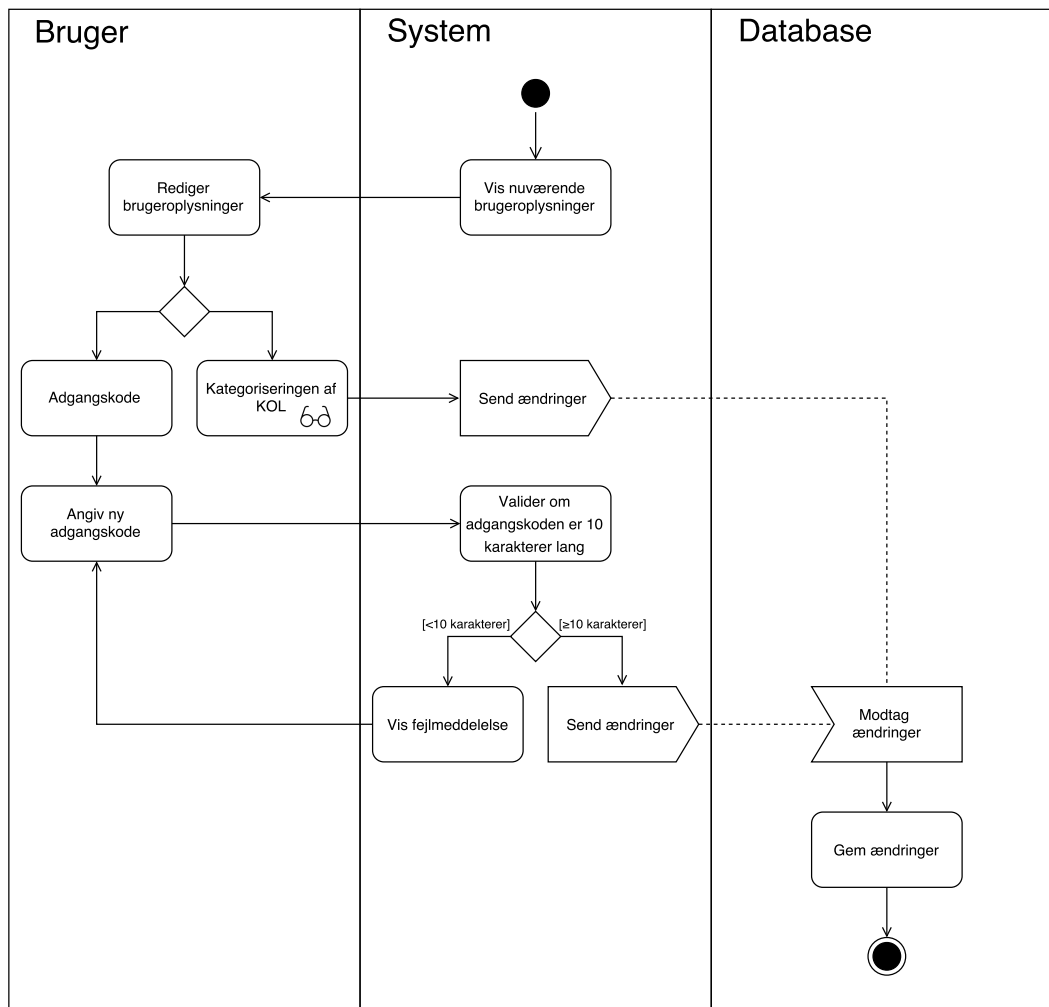 Bruger
System
Database
Rediger
brugeroplysninger
Vis nuværende
brugeroplysninger
Adgangskode
Kategoriseringen af
KOL
Send ændringer
Angiv ny
adgangskode
Valider om
adgangskoden er 10
karakterer lang
[<10 karakterer]
[≥10 karakterer]
Vis fejlmeddelelse
Send ændringer
Modtag
ændringer
Gem ændringer